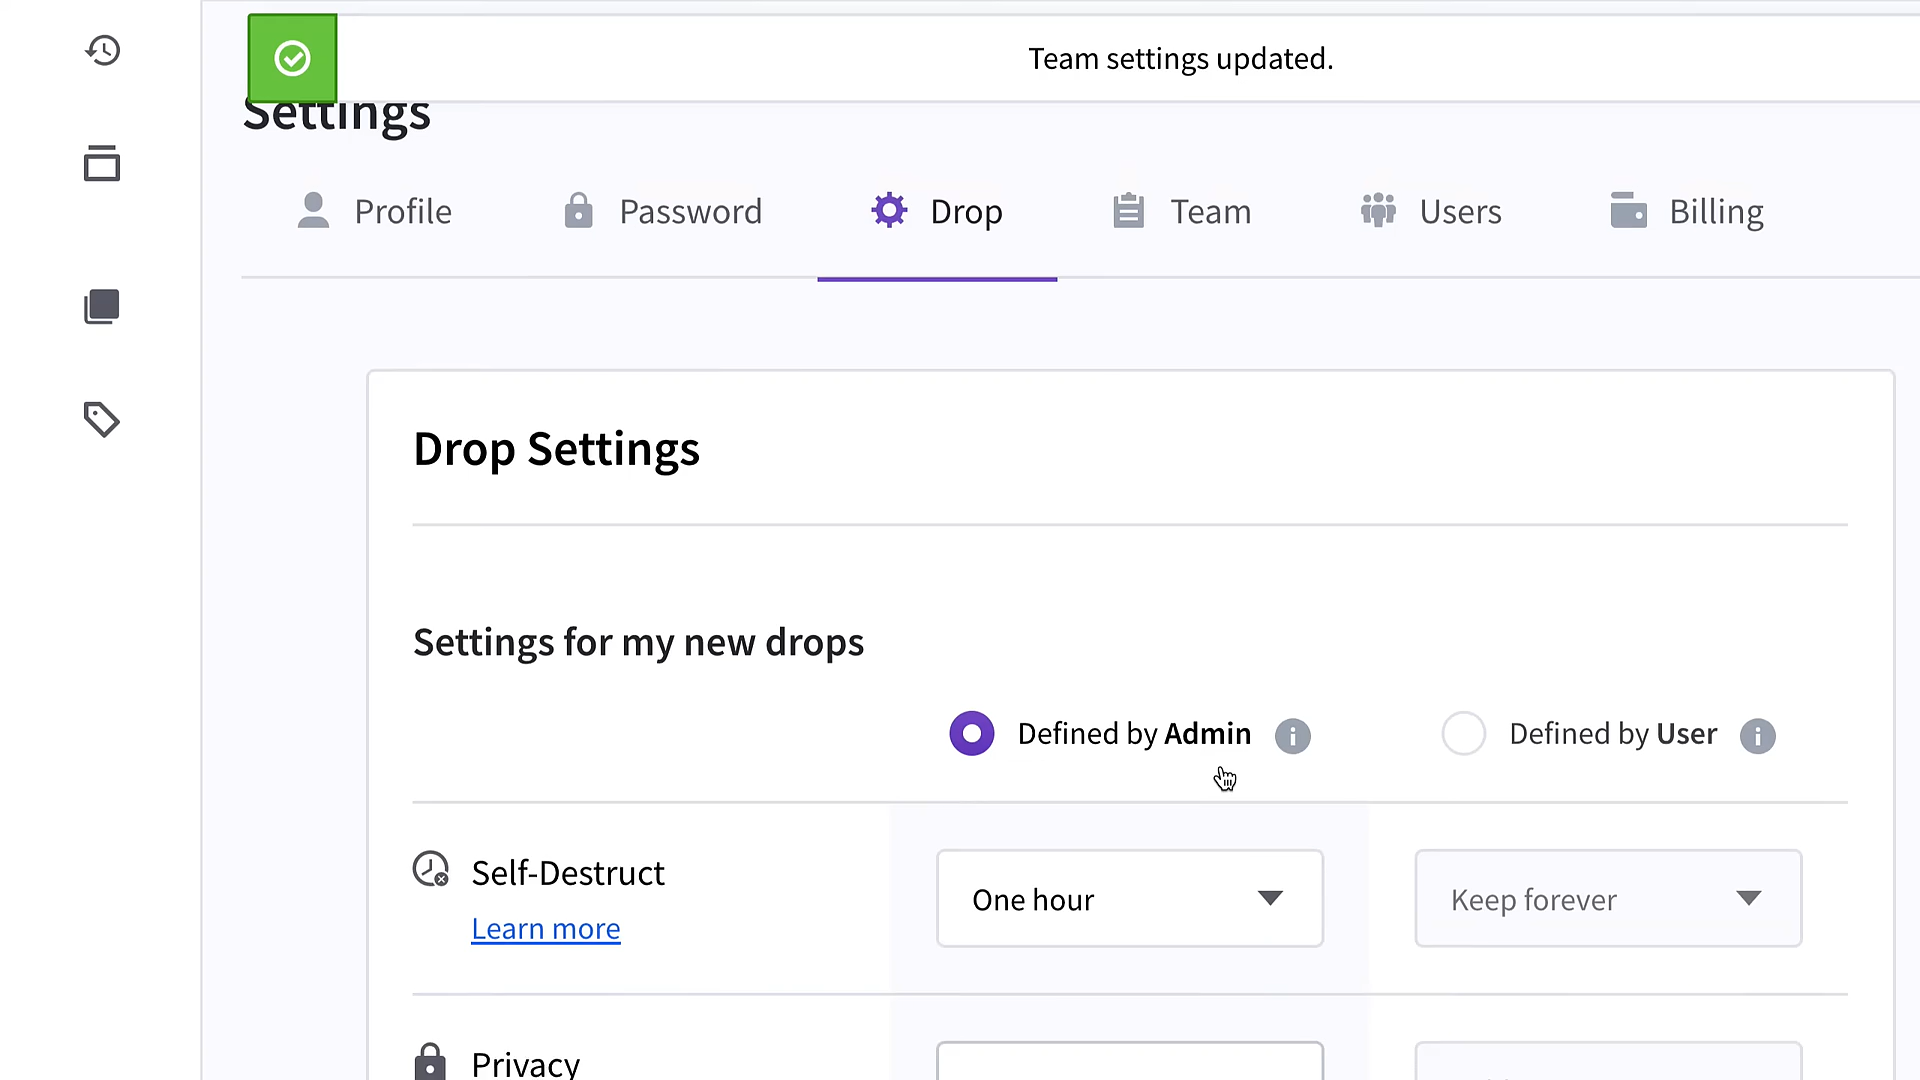 Team settings updated.
Settings
Profile
Password
Drop
Team
Users
Billing
Drop Settings
Settings for my new drops
Defined by Admin
Defined by User
Self-Destruct
Learn more
One hour
Keep forever
Privacy